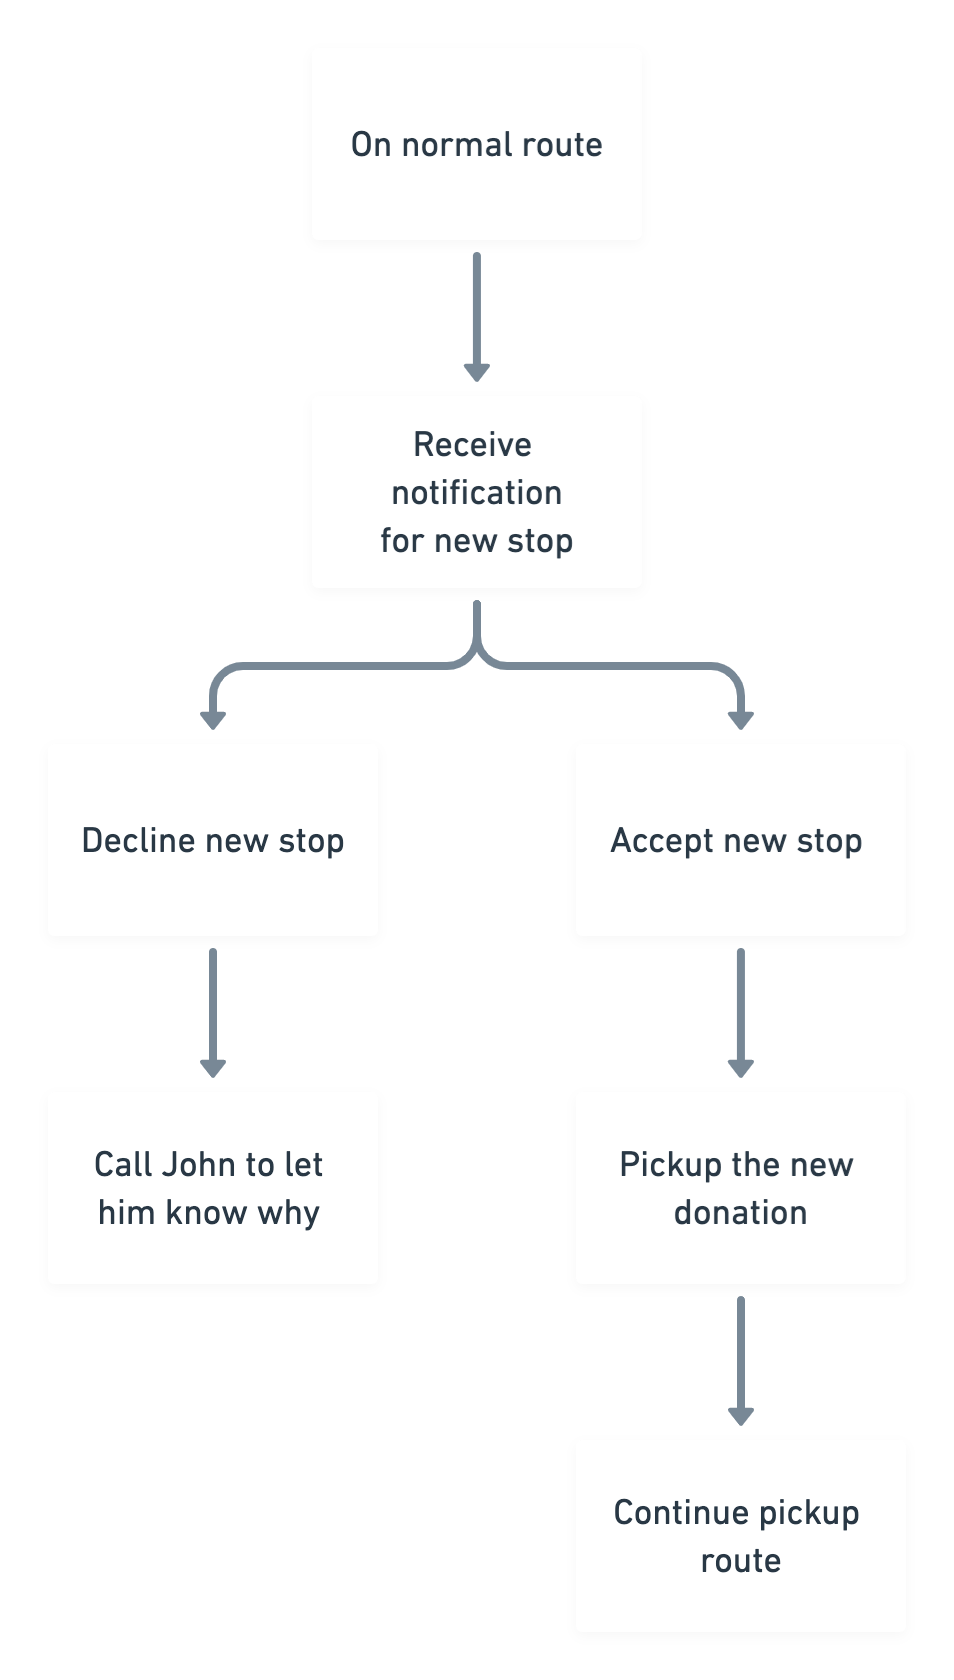 On normal route
Receive
notification
for new stop
Decline new stop
Accept new stop
Call John to let
him know why
Pickup the new
donation
Continue pickup
route